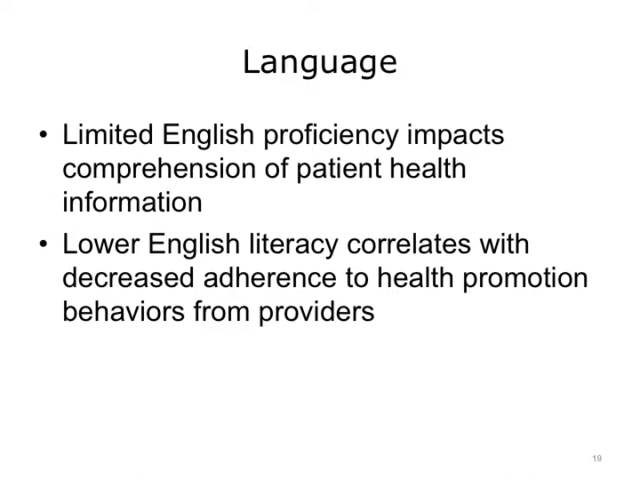 Language
• Limited English proficiency impacts
comprehension of patient health
information
• Lower English literacy correlates with
decreased adherence to health promotion
behaviors from providers
19